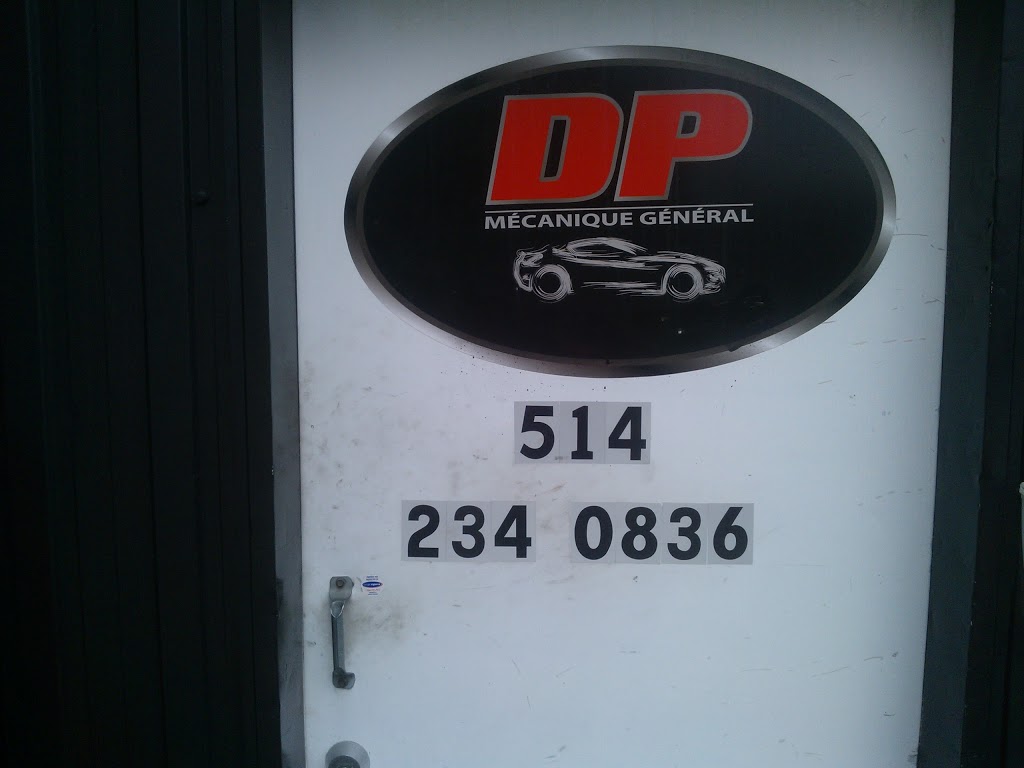 DP
MÉCANIQUE GÉNÉRAL
514
234 0836